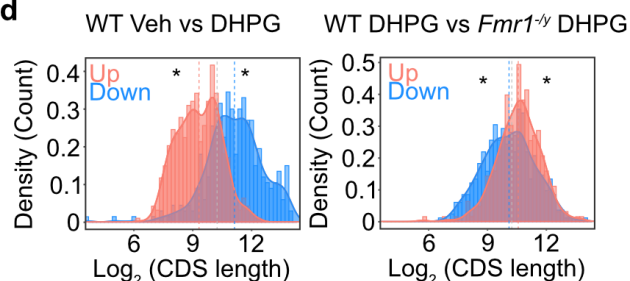 d
WT Veh vs DHPG
WT DHPG vs Fmr1-/y DHPG
Density (Count)
0.4
0.3
0.2
0.1
0
Up
Down
*
*
6
9
12
Log2 (CDS length)
Density (Count)
0.5
0.4
0.3
0.2
0.1
0
Up
Down
*
*
6
9
12
Log2 (CDS length)